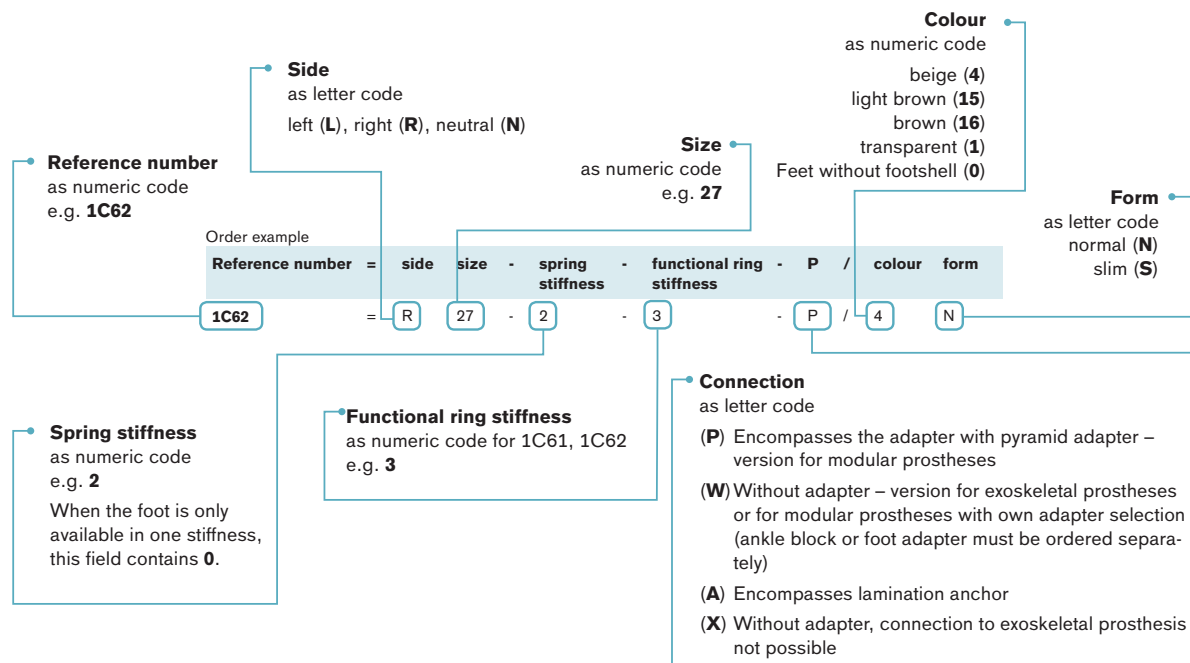 Colour
as numeric code
beige (4)
light brown (15)
brown (16)
transparent (1)
Feet without footshell (0)
Side
as letter code
left (L), right (R), neutral (N)
Size
as numeric code
e.g. 27
Reference number
as numeric code
e.g. 1C62
Form
as letter code
normal (N)
slim (S)
Order example
Reference number = side size - spring stiffness - functional ring stiffness - P / colour form
1C62 = R 27 - 2 - 3 - P / 4 N
Spring stiffness
as numeric code
e.g. 2
When the foot is only
available in one stiffness,
this field contains 0.
Functional ring stiffness
as numeric code for 1C61, 1C62
e.g. 3
Connection
as letter code
(P) Encompasses the adapter with pyramid adapter –
version for modular prostheses
(W) Without adapter – version for exoskeletal prostheses
or for modular prostheses with own adapter selection
(ankle block or foot adapter must be ordered separa-
tely)
(A) Encompasses lamination anchor
(X) Without adapter, connection to exoskeletal prosthesis
not possible